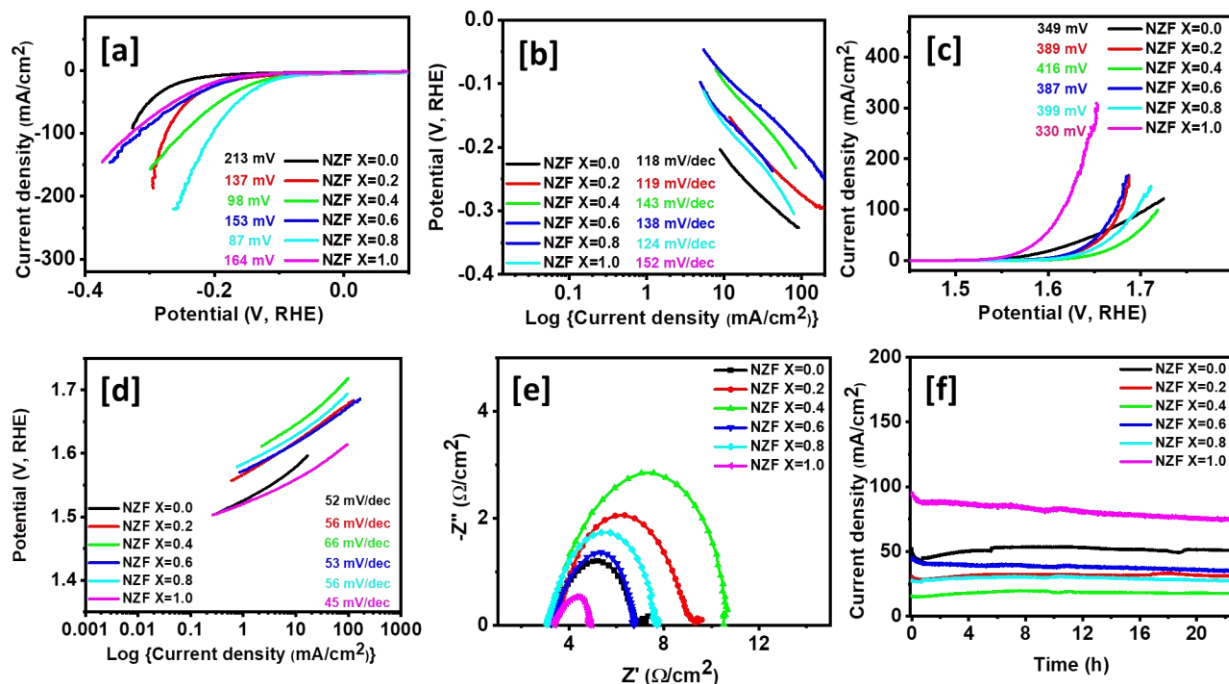 [a]
Current density (mA/cm²)
0
-100
-200
-300
-0.4
-0.2
0.0
Potential (V, RHE)
213 mV NZF X=0.0
137 mV NZF X=0.2
98 mV NZF X=0.4
153 mV NZF X=0.6
87 mV NZF X=0.8
164 mV NZF X=1.0
[b]
Potential (V, RHE)
0.0
-0.1
-0.2
-0.3
-0.4
0.1
1
10
100
Log {Current density (mA/cm²}
NZF X=0.0 118 mV/dec
NZF X=0.2 119 mV/dec
NZF X=0.4 143 mV/dec
NZF X=0.6 138 mV/dec
NZF X=0.8 124 mV/dec
NZF X=1.0 152 mV/dec
[c]
Current density (mA/cm²)
400
300
200
100
0
1.5
1.6
1.7
Potential (V, RHE)
349 mV NZF X=0.0
389 mV NZF X=0.2
416 mV NZF X=0.4
387 mV NZF X=0.6
399 mV NZF X=0.8
330 mV NZF X=1.0
[d]
Potential (V, RHE)
1.7
1.6
1.5
1.4
0.001
0.01
0.1
1
10
100
1000
Log {Current density (mA/cm²}
NZF X=0.0 52 mV/dec
NZF X=0.2 56 mV/dec
NZF X=0.4 66 mV/dec
NZF X=0.6 53 mV/dec
NZF X=0.8 56 mV/dec
NZF X=1.0 45 mV/dec
[e]
-Z'' (Ω/cm²)
4
2
0
4
8
12
Z' (Ω/cm²)
NZF X=0.0
NZF X=0.2
NZF X=0.4
NZF X=0.6
NZF X=0.8
NZF X=1.0
[f]
Current density (mA/cm²)
200
150
100
50
0
0
4
8
12
16
20
Time (h)
NZF X=0.0
NZF X=0.2
NZF X=0.4
NZF X=0.6
NZF X=0.8
NZF X=1.0